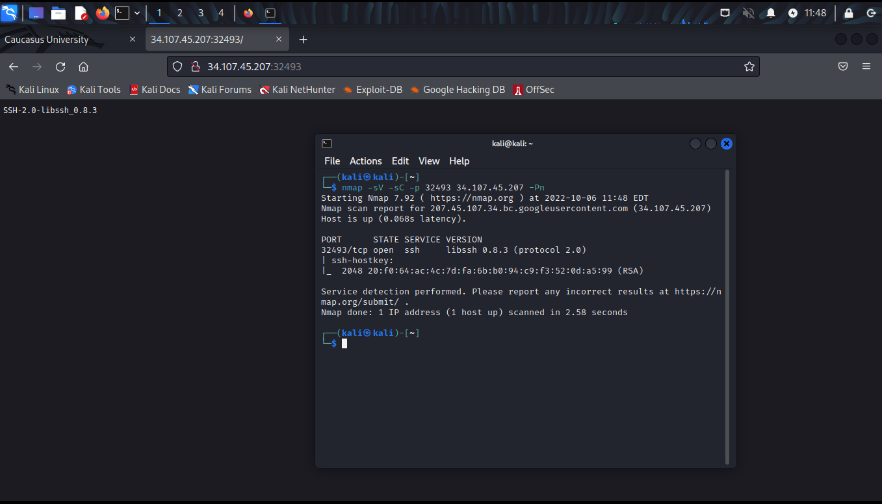 1 2 3 4 11:48
Caucasus University × 34.107.45.207:32493/ × +
34.107.45.207:32493
Kali Linux Kali Tools Kali Docs Kali Forums Kali NetHunter Exploit-DB Google Hacking DB OffSec
SSH-2.0-libssh_0.8.3
kali@kali: ~
File Actions Edit View Help
┌──(kali㉿kali)-[~]
└─$ nmap -sV -sC -p 32493 34.107.45.207 -Pn
Starting Nmap 7.92 ( https://nmap.org ) at 2022-10-06 11:48 EDT
Nmap scan report for 207.45.107.34.bc.googleusercontent.com (34.107.45.207)
Host is up (0.068s latency).
PORT STATE SERVICE VERSION
32493/tcp open ssh libssh 0.8.3 (protocol 2.0)
| ssh-hostkey:
|_ 2048 20:f0:64:ac:4c:7d:fa:6b:b0:94:c9:f3:52:0d:a5:99 (RSA)
Service detection performed. Please report any incorrect results at https://n
map.org/submit/ .
Nmap done: 1 IP address (1 host up) scanned in 2.58 seconds
┌──(kali㉿kali)-[~]
└─$